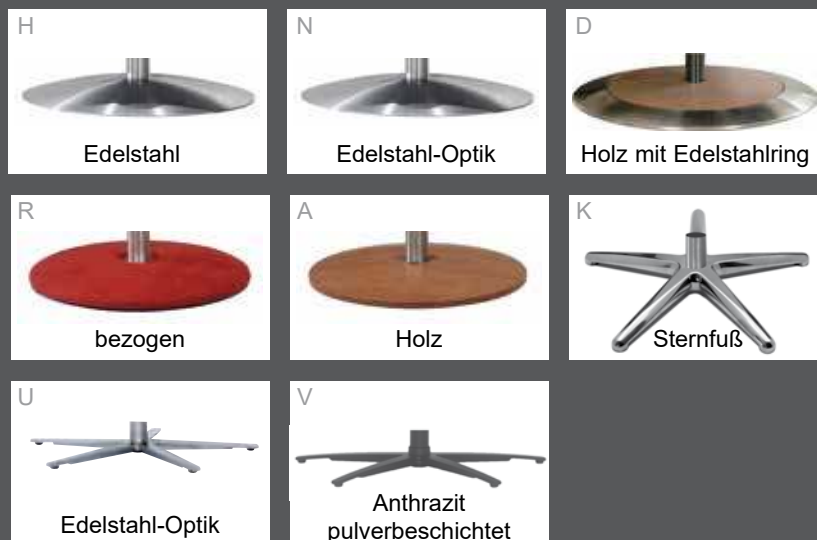 H
Edelstahl
N
Edelstahl-Optik
D
Holz mit Edelstahlring
R
bezogen
A
Holz
K
Sternfuß
U
Edelstahl-Optik
V
Anthrazit
pulverbeschichtet